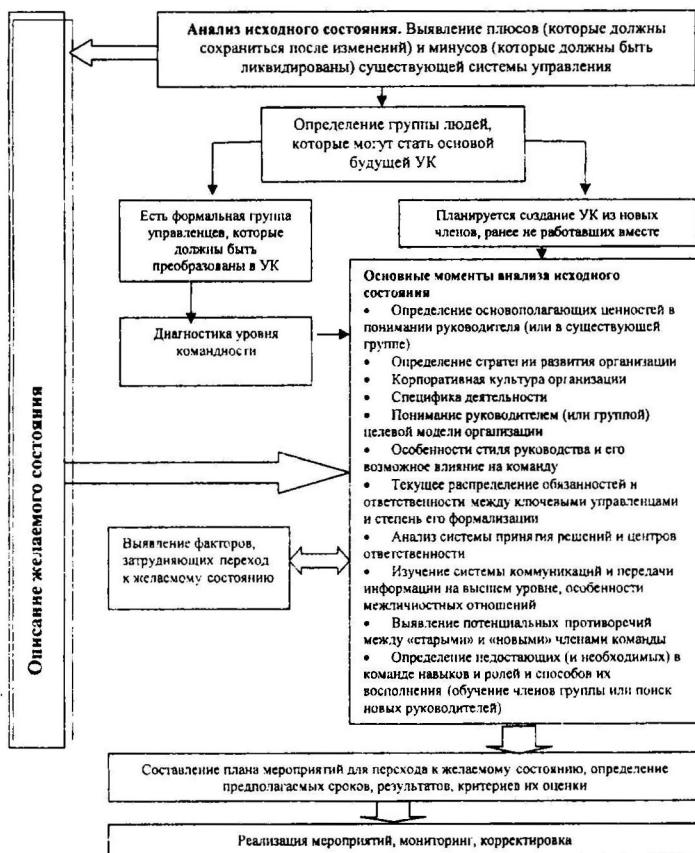 Анализ исходного состояния. Выявление плюсов (которые должны
сохраниться после изменений) и минусов (которые должны быть
ликвидированы) существующей системы управления
Определение группы людей,
которые могут стать основой
будущей УК
Есть формальная группа
управленцев, которые
должны быть
преобразованы в УК
Планируется создание УК из новых
членов, ранее не работавших вместе
Диагностика уровня
командности
Основные моменты анализа исходного
состояния
• Определение основополагающих ценностей в
понимании руководителя (или в существующей
группе)
• Определение стратегии развития организации
• Корпоративная культура организации
• Специфика деятельности
• Понимание руководителем (или группой)
целевой модели организации
• Особенности стиля руководства и его
возможное влияние на команду
• Текущее распределение обязанностей и
ответственности между ключевыми управленцами
и степень его формализации
• Анализ системы принятия решений и центров
ответственности
• Изучение системы коммуникаций и передачи
информации на высшем уровне, особенности
межличностных отношений
• Выявление потенциальных противоречий
между «старыми» и «новыми» членами команды
• Определение недостающих (и необходимых) в
команде навыков и ролей и способов их
восполнения (обучение членов группы или поиск
новых руководителей)
Описание желаемого состояния
Выявление факторов,
затрудняющих переход
к желаемому состоянию
Составление плана мероприятий для перехода к желаемому состоянию, определение
предполагаемых сроков, результатов, критериев их оценки
Реализация мероприятий, мониторинг, корректировка